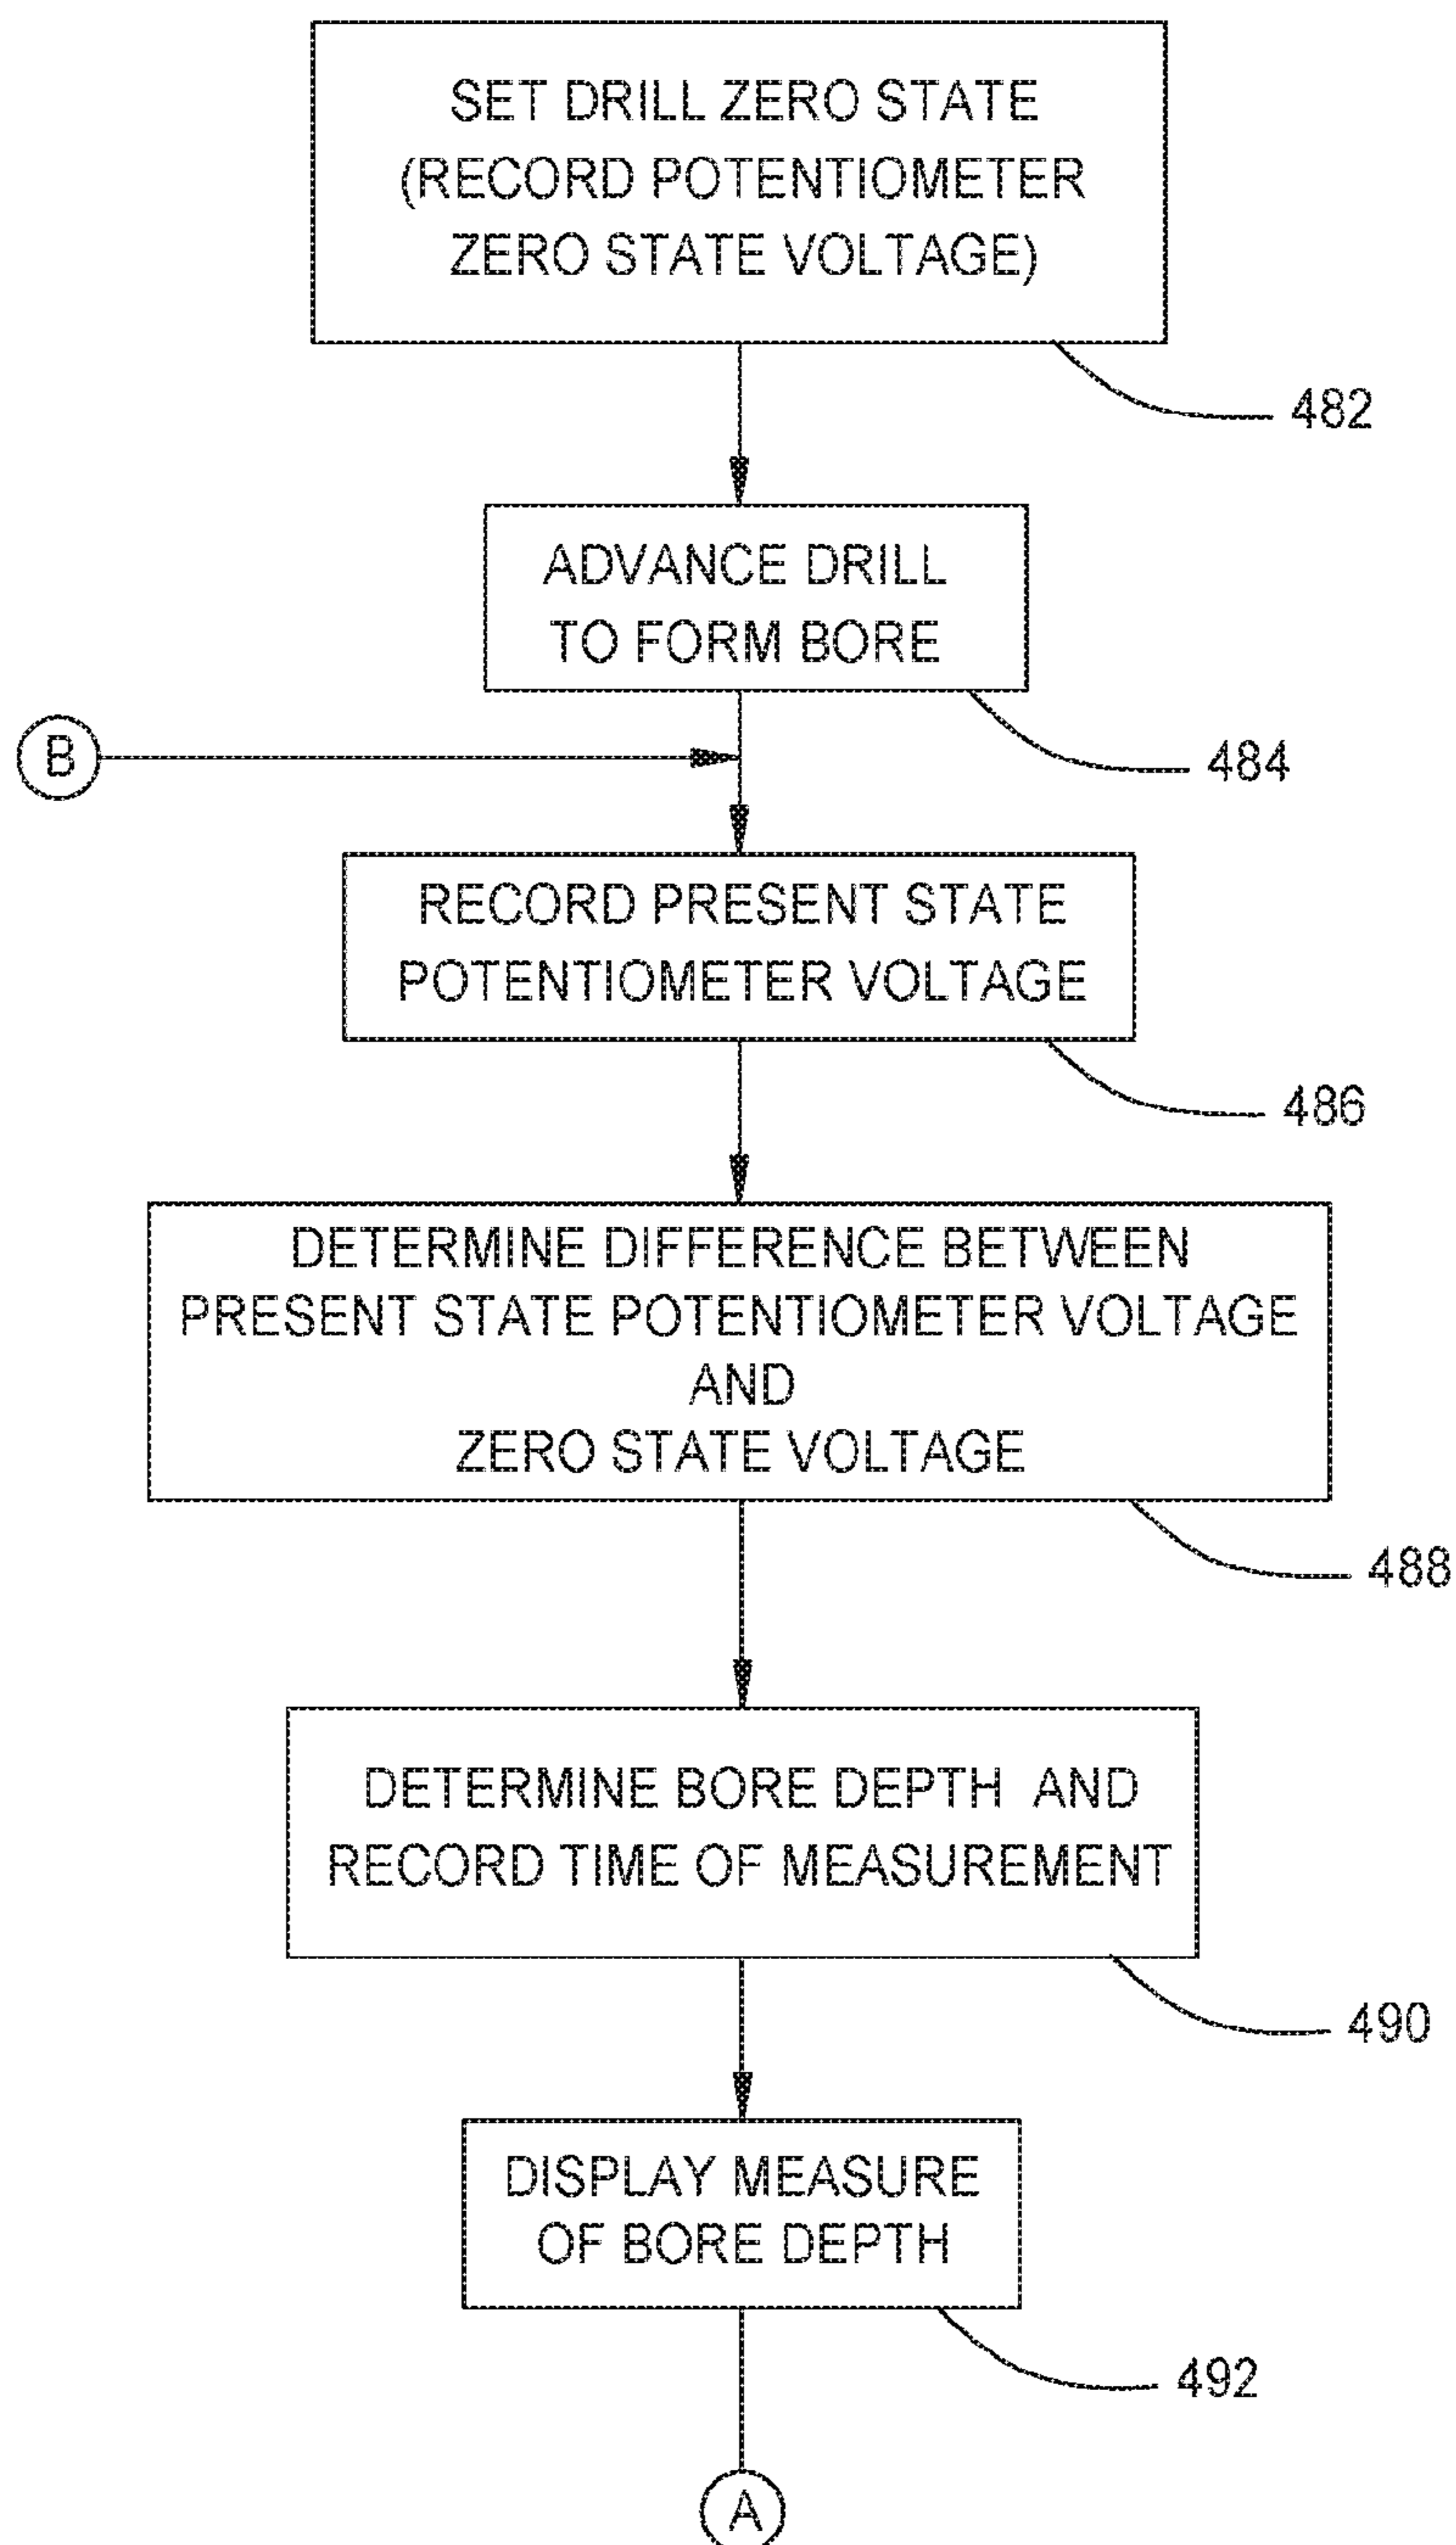 SET DRILL ZERO STATE
(RECORD POTENTIOMETER
ZERO STATE VOLTAGE)
482
ADVANCE DRILL
TO FORM BORE
484
B
RECORD PRESENT STATE
POTENTIOMETER VOLTAGE
486
DETERMINE DIFFERENCE BETWEEN
PRESENT STATE POTENTIOMETER VOLTAGE
AND
ZERO STATE VOLTAGE
488
DETERMINE BORE DEPTH AND
RECORD TIME OF MEASUREMENT
490
DISPLAY MEASURE
OF BORE DEPTH
492
A